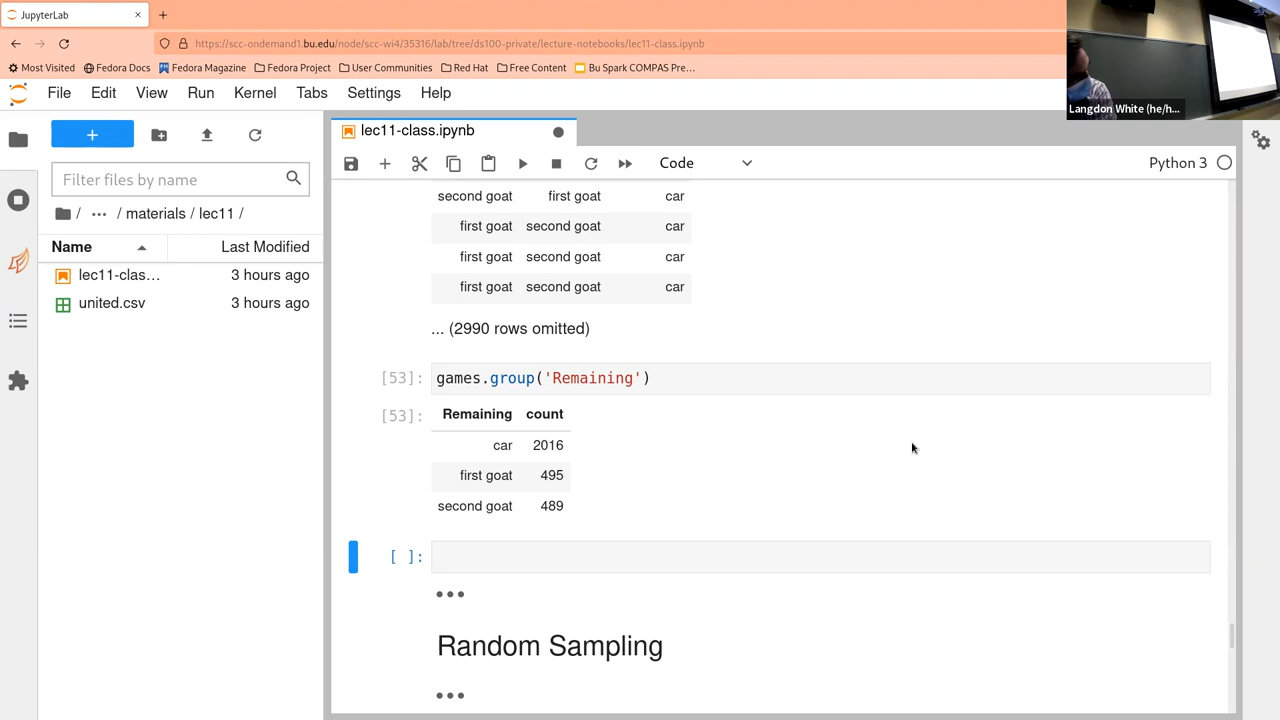 JupyterLab
https://scc-ondemand1.bu.edu/node/scc-wi4/35316/lab/tree/ds100-private/lecture-notebooks/lec11-class.ipynb
Most Visited Fedora Docs Fedora Magazine Fedora Project User Communities Red Hat Free Content Bu Spark COMPAS Pre…
Langdon White (he/h...
File Edit View Run Kernel Tabs Settings Help
lec11-class.ipynb
Filter files by name
Code
Python 3
/ ··· / materials / lec11 /
Name Last Modified
lec11-clas… 3 hours ago
united.csv 3 hours ago
second goat first goat car
first goat second goat car
first goat second goat car
first goat second goat car
... (2990 rows omitted)
[53]: games.group('Remaining')
[53]: Remaining count
car 2016
first goat 495
second goat 489
[ ]:
Random Sampling